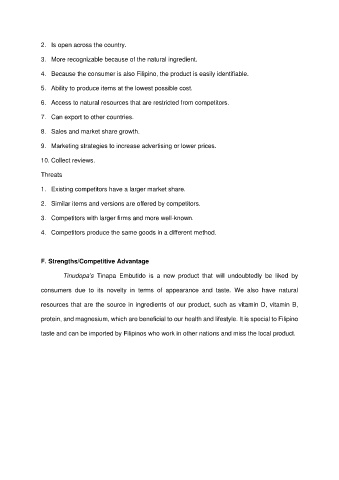 2. Is open across the country.
3. More recognizable because of the natural ingredient.
4. Because the consumer is also Filipino, the product is easily identifiable.
5. Ability to produce items at the lowest possible cost.
6. Access to natural resources that are restricted from competitors.
7. Can export to other countries.
8. Sales and market share growth.
9. Marketing strategies to increase advertising or lower prices.
10. Collect reviews.
Threats
1. Existing competitors have a larger market share.
2. Similar items and versions are offered by competitors.
3. Competitors with larger firms and more well-known.
4. Competitors produce the same goods in a different method.
F. Strengths/Competitive Advantage
Tinudopa's Tinapa Embutido is a new product that will undoubtedly be liked by
consumers due to its novelty in terms of appearance and taste. We also have natural
resources that are the source in ingredients of our product, such as vitamin D, vitamin B,
protein, and magnesium, which are beneficial to our health and lifestyle. It is special to Filipino
taste and can be imported by Filipinos who work in other nations and miss the local product.